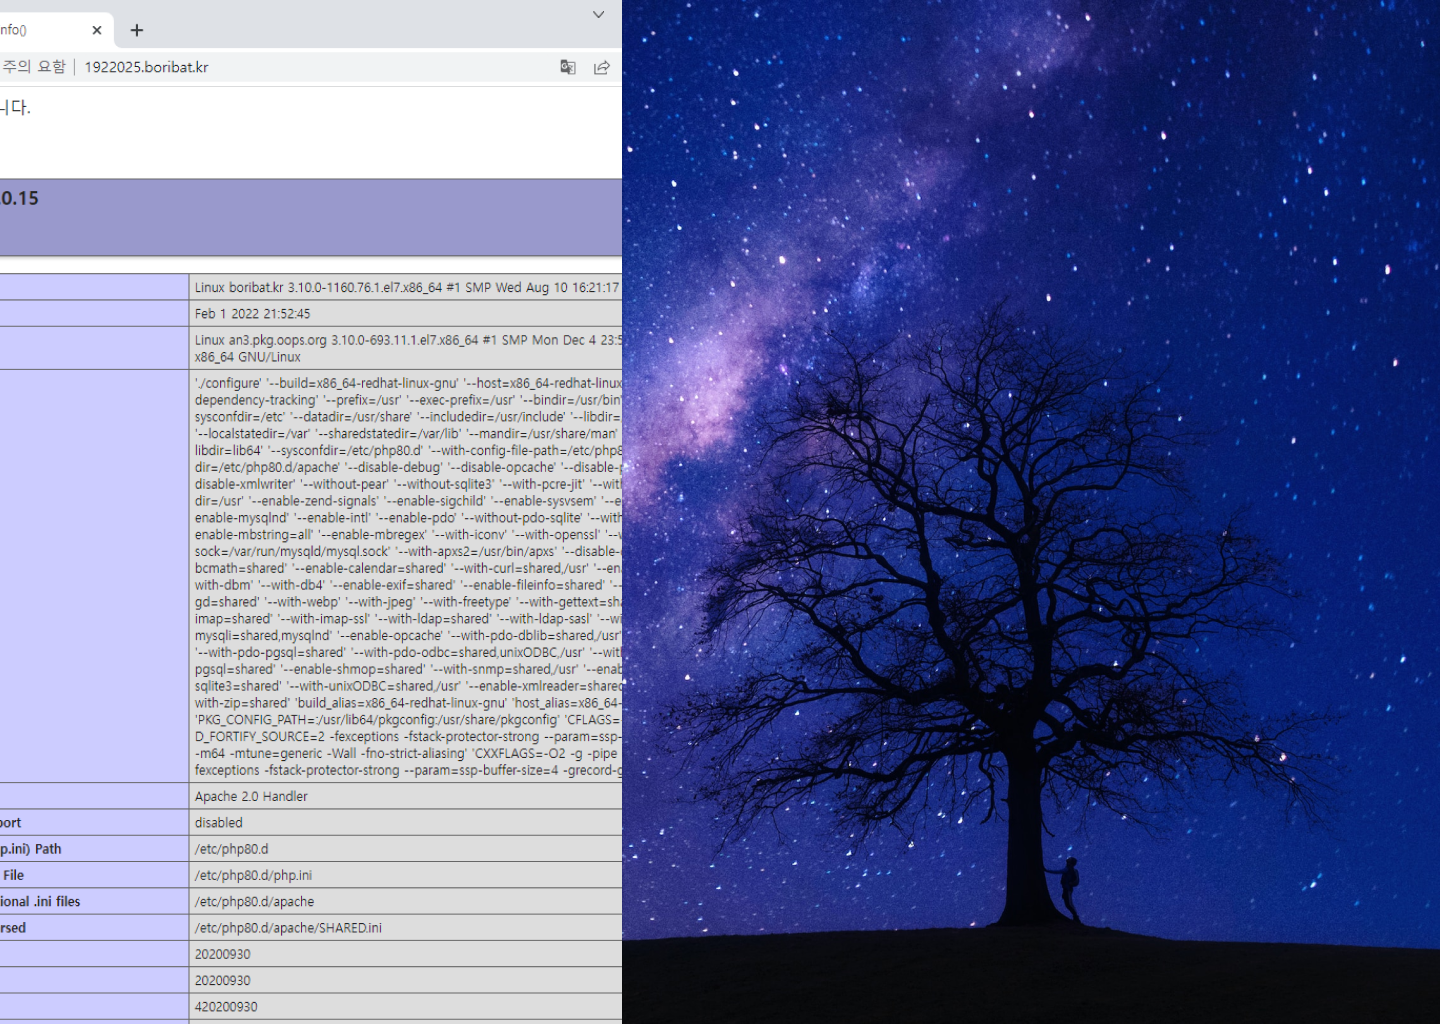 nfo()
주의 요함 1922025.boribat.kr
니다.
.0.15
Linux boribat.kr 3.10.0-1160.76.1.el7.x86_64 #1 SMP Wed Aug 10 16:21:17
Feb 1 2022 21:52:45
Linux an3.pkg.oops.org 3.10.0-693.11.1.el7.x86_64 #1 SMP Mon Dec 4 23:5
x86_64 GNU/Linux
'./configure' '--build=x86_64-redhat-linux-gnu' '--host=x86_64-redhat-linux
dependency-tracking' '--prefix=/usr' '--exec-prefix=/usr' '--bindir=/usr/bin'
sysconfdir=/etc' '--datadir=/usr/share' '--includedir=/usr/include' '--libdir=
'--localstatedir=/var' '--sharedstatedir=/var/lib' '--mandir=/usr/share/man'
libdir=lib64' '--sysconfdir=/etc/php80.d' '--with-config-file-path=/etc/php8
dir=/etc/php80.d/apache' '--disable-debug' '--disable-opcache' '--disable-p
disable-xmlwriter' '--without-pear' '--without-sqlite3' '--with-pcre-jit' '--with
dir=/usr' '--enable-zend-signals' '--enable-sigchild' '--enable-sysvsem' '--e
enable-mysqlnd' '--enable-intl' '--enable-pdo' '--without-pdo-sqlite' '--with
enable-mbstring=all' '--enable-mbregex' '--with-iconv' '--with-openssl' '--w
sock=/var/run/mysqld/mysql.sock' '--with-apxs2=/usr/bin/apxs' '--disable-c
bcmath=shared' '--enable-calendar=shared' '--with-curl=shared,/usr' '--en
with-dbm' '--with-db4' '--enable-exif=shared' '--enable-fileinfo=shared' '--
gd=shared' '--with-webp' '--with-jpeg' '--with-freetype' '--with-gettext=sha
imap=shared' '--with-imap-ssl' '--with-ldap=shared' '--with-ldap-sasl' '--wi
mysqli=shared,mysqlnd' '--enable-opcache' '--with-pdo-dblib=shared,/usr'
'--with-pdo-pgsql=shared' '--with-pdo-odbc=shared,unixODBC,/usr' '--with
pgsql=shared' '--enable-shmop=shared' '--with-snmp=shared,/usr' '--enab
sqlite3=shared' '--with-unixODBC=shared,/usr' '--enable-xmlreader=shared
with-zip=shared' 'build_alias=x86_64-redhat-linux-gnu' 'host_alias=x86_64-
'PKG_CONFIG_PATH=:/usr/lib64/pkgconfig:/usr/share/pkgconfig' 'CFLAGS=
D_FORTIFY_SOURCE=2 -fexceptions -fstack-protector-strong --param=ssp-
-m64 -mtune=generic -Wall -fno-strict-aliasing' 'CXXFLAGS=-O2 -g -pipe
fexceptions -fstack-protector-strong --param=ssp-buffer-size=4 -grecord-g
Apache 2.0 Handler
port disabled
p.ini) Path /etc/php80.d
File /etc/php80.d/php.ini
ional .ini files /etc/php80.d/apache
rsed /etc/php80.d/apache/SHARED.ini
20200930
20200930
420200930